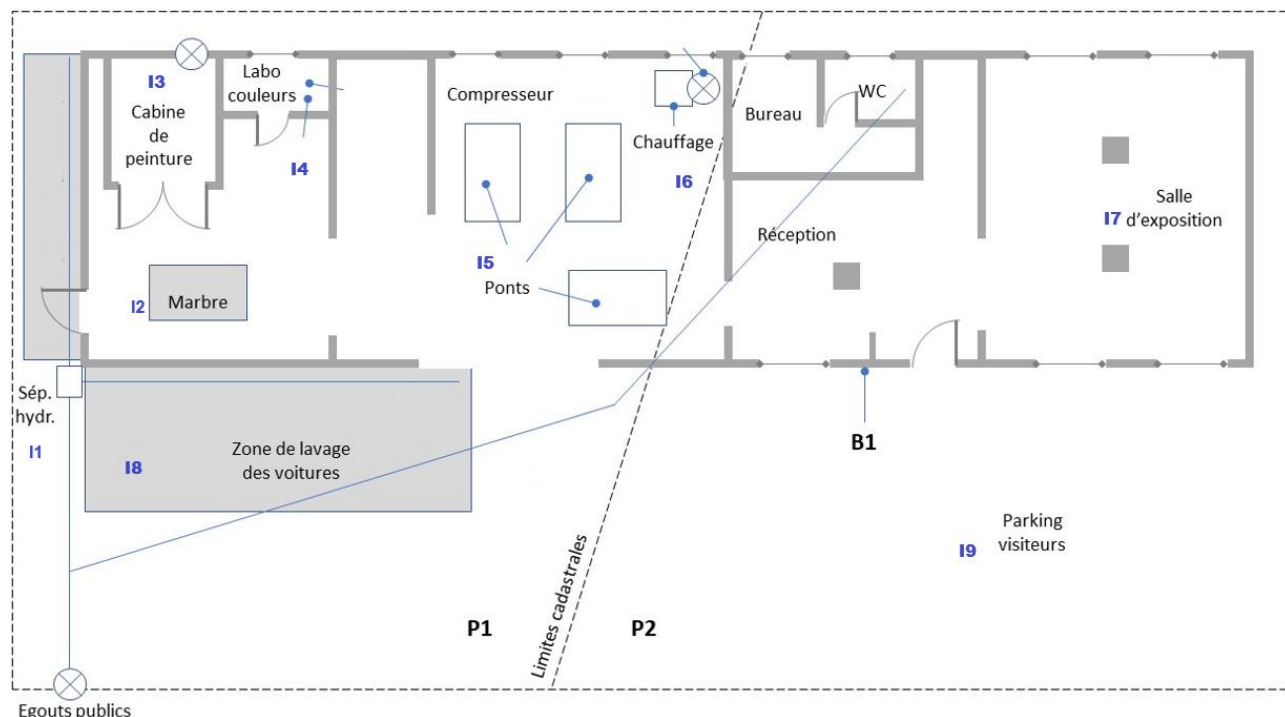 I3
Cabine
de
peinture
Labo
couleurs
I4
Compresseur
Chauffage
I6
Bureau
WC
I7
Salle
d'exposition
Réception
I5
Ponts
I2
Marbre
Sép.
hydr.
I1
I8
Zone de lavage
des voitures
B1
I9
Parking
visiteurs
Limites cadastrales
P1
P2
Egouts publics